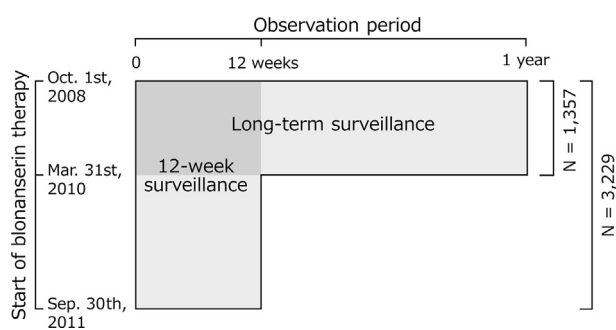 Observation period
0
12 weeks
1 year
Start of blonanserin therapy
Oct. 1st,
2008
Long-term surveillance
Mar. 31st,
2010
12-week
surveillance
Sep. 30th,
2011
N = 1,357
N = 3,229